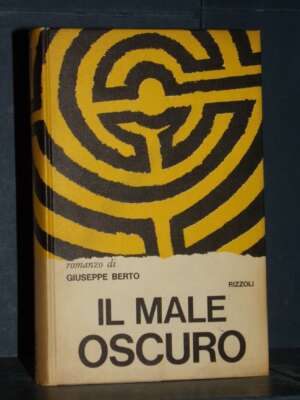 romanzo di
GIUSEPPE BERTO
RIZZOLI
IL MALE
OSCURO